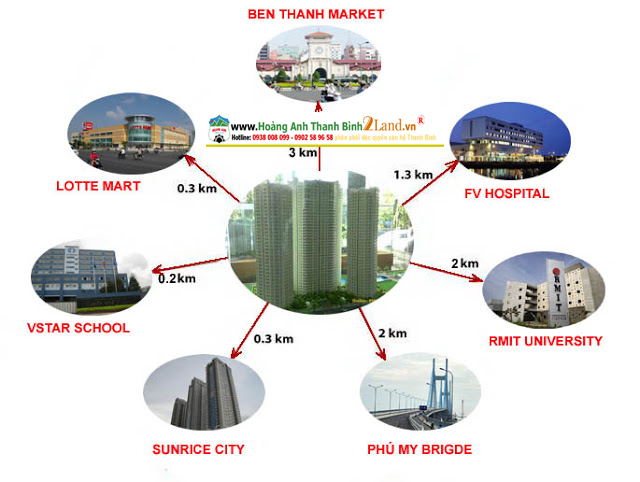 BEN THANH MARKET
www.Hoàng Anh Thanh Bình2Land.vn ®
Hotline: 0938 008 099 - 0902 58 96 58 phân phối độc quyền căn hộ Thanh Bình
3 km
LOTTE MART
0.3 km
1.3 km
FV HOSPITAL
VSTAR SCHOOL
0.2km
2 km
RMIT
RMIT UNIVERSITY
0.3 km
2 km
SUNRICE CITY
PHÚ MY BRIGDE